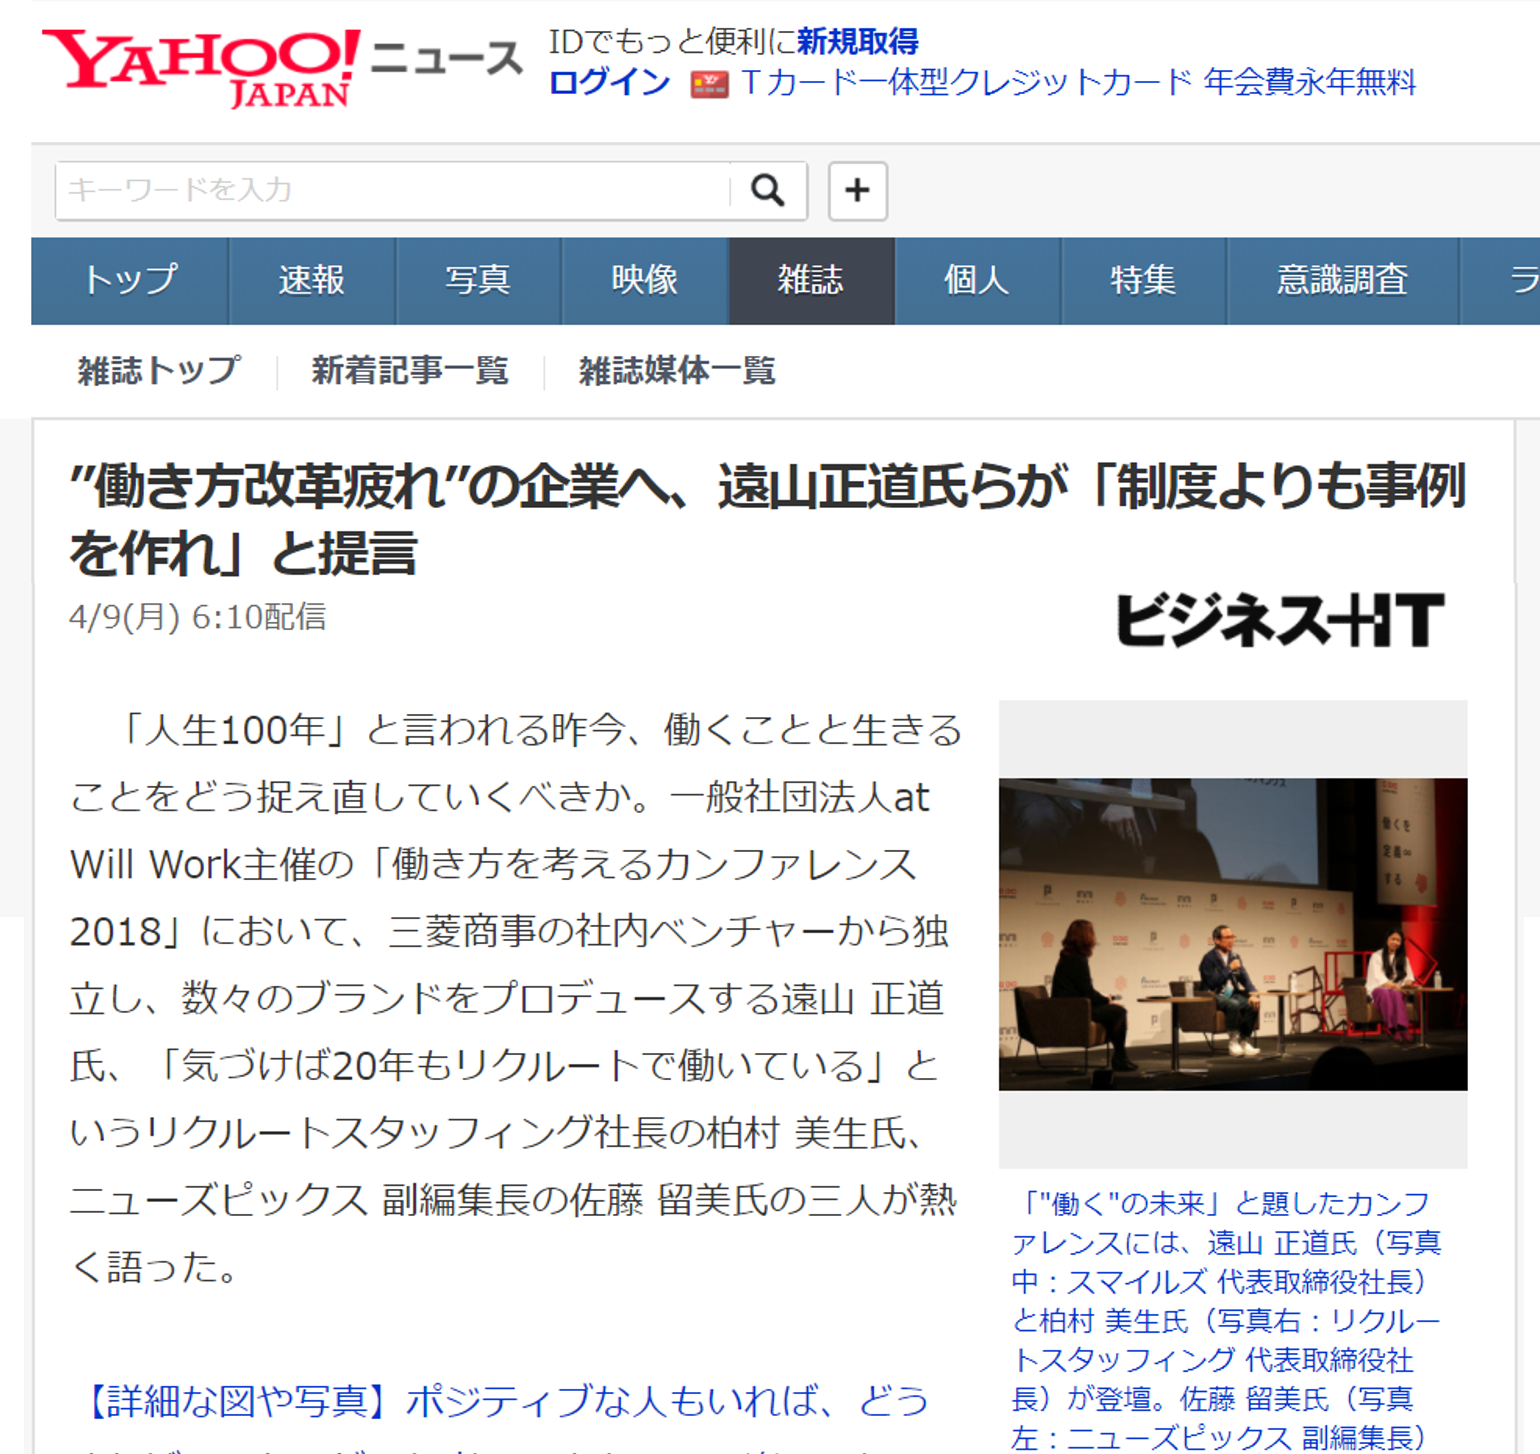 YAHOO! JAPAN ニュース
IDでもっと便利に新規取得
ログイン Tカード一体型クレジットカード 年会費永年無料
キーワードを入力
トップ 速報 写真 映像 雑誌 個人 特集 意識調査 ラ
雑誌トップ 新着記事一覧 雑誌媒体一覧
”働き方改革疲れ”の企業へ、遠山正道氏らが「制度よりも事例
を作れ」と提言
4/9(月) 6:10配信
ビジネス+IT
「人生100年」と言われる昨今、働くことと生きる
ことをどう捉え直していくべきか。一般社団法人at
Will Work主催の「働き方を考えるカンファレンス
2018」において、三菱商事の社内ベンチャーから独
立し、数々のブランドをプロデュースする遠山 正道
氏、「気づけば20年もリクルートで働いている」と
いうリクルートスタッフィング社長の柏村 美生氏、
ニューズピックス 副編集長の佐藤 留美氏の三人が熱
く語った。
【詳細な図や写真】ポジティブな人もいれば、どう
働くを
定義∞
する
「"働く"の未来」と題したカンフ
ァレンスには、遠山 正道氏（写真
中：スマイルズ 代表取締役社長）
と柏村 美生氏（写真右：リクルー
トスタッフィング 代表取締役社
長）が登壇。佐藤 留美氏（写真
左：ニューズピックス 副編集長）